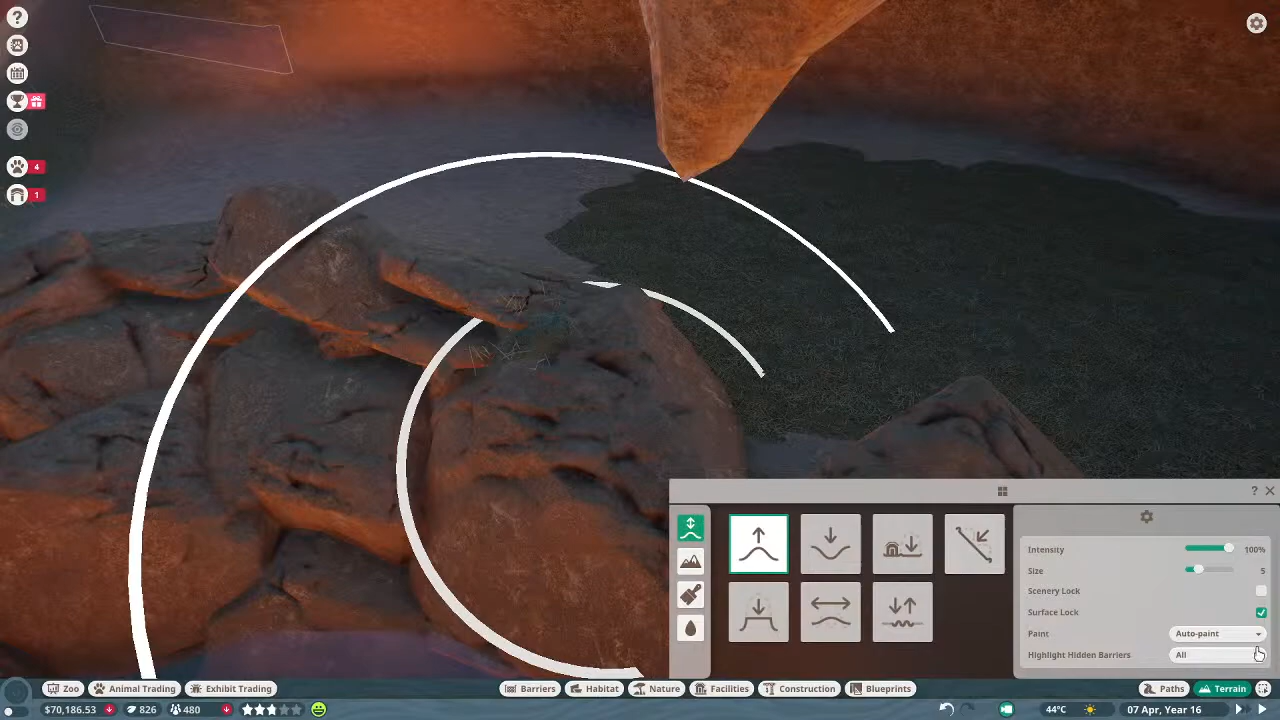 ?
4
1
?
Intensity 100%
Size 5
Scenery Lock
Surface Lock
Paint Auto-paint
Highlight Hidden Barriers All
Zoo Animal Trading Exhibit Trading Barriers Habitat Nature Facilities Construction Blueprints Paths Terrain
$70,186.53 826 480 44°C 07 Apr, Year 16